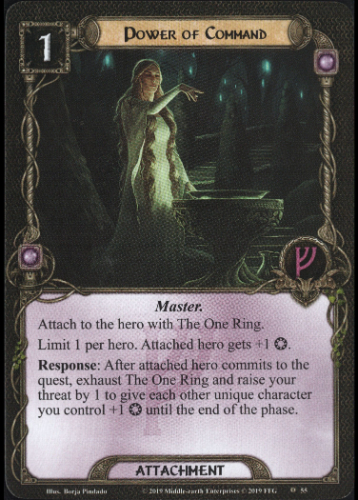 1
POWER OF COMMAND
Master.
Attach to the hero with The One Ring.
Limit 1 per hero. Attached hero gets +1 .
Response: After attached hero commits to the
quest, exhaust The One Ring and raise your
threat by 1 to give each other unique character
you control +1 until the end of the phase.
Illus. Borja Pindado
© 2019 Middle-earth Enterprises © 2019 FFG
55
ATTACHMENT